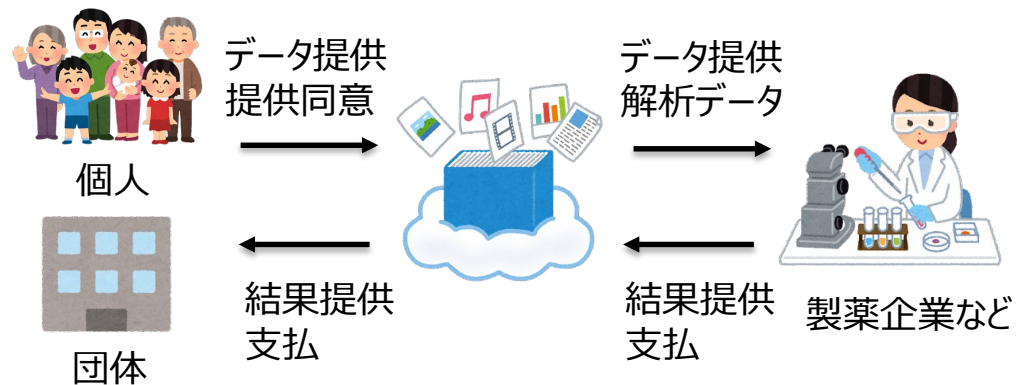 データ提供
提供同意
データ提供
解析データ
個人
結果提供
支払
結果提供
支払
製薬企業など
団体